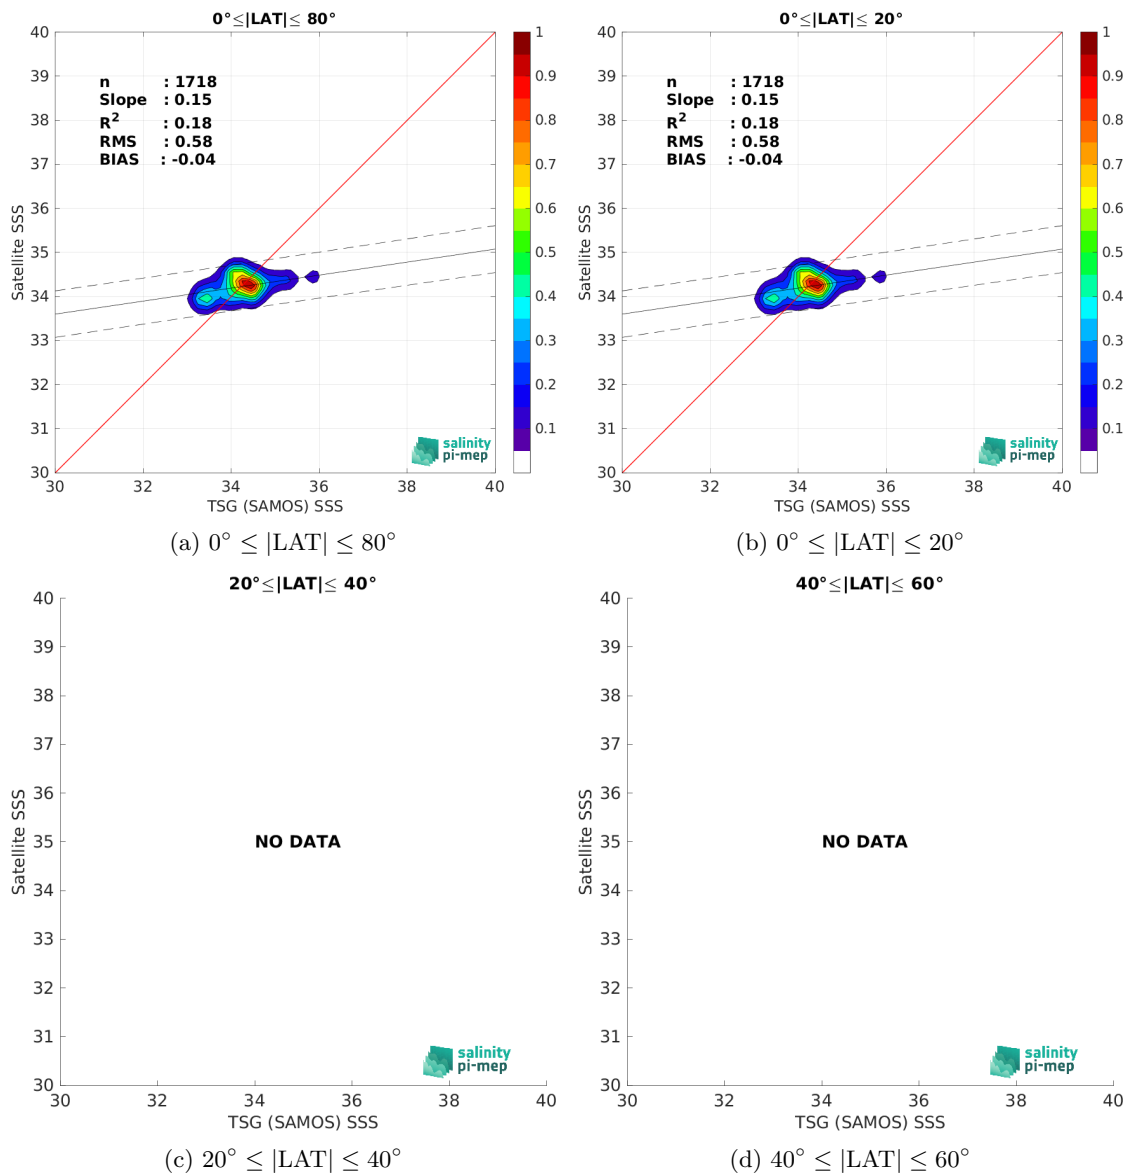 0°≤|LAT|≤ 80°
40
39
38
37
36
35
34
33
32
31
30
Satellite SSS
n : 1718
Slope : 0.15
R² : 0.18
RMS : 0.58
BIAS : -0.04
1
0.9
0.8
0.7
0.6
0.5
0.4
0.3
0.2
0.1
salinity
pi-mep
30 32 34 36 38 40
TSG (SAMOS) SSS
(a) 0° ≤ |LAT| ≤ 80°
0°≤|LAT|≤ 20°
40
39
38
37
36
35
34
33
32
31
30
Satellite SSS
n : 1718
Slope : 0.15
R² : 0.18
RMS : 0.58
BIAS : -0.04
1
0.9
0.8
0.7
0.6
0.5
0.4
0.3
0.2
0.1
salinity
pi-mep
30 32 34 36 38 40
TSG (SAMOS) SSS
(b) 0° ≤ |LAT| ≤ 20°
20°≤|LAT|≤ 40°
40
39
38
37
36
35
34
33
32
31
30
Satellite SSS
NO DATA
salinity
pi-mep
30 32 34 36 38 40
TSG (SAMOS) SSS
(c) 20° ≤ |LAT| ≤ 40°
40°≤|LAT|≤ 60°
40
39
38
37
36
35
34
33
32
31
30
Satellite SSS
NO DATA
salinity
pi-mep
30 32 34 36 38 40
TSG (SAMOS) SSS
(d) 40° ≤ |LAT| ≤ 60°